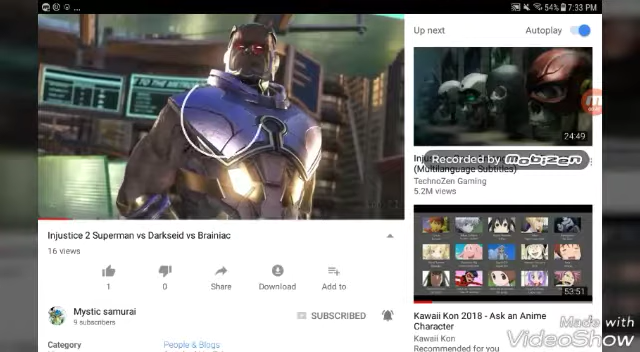 54% 7:33 PM
TO THE METRO
Up next
Autoplay
24:49
Recorded by mobizen
(Multilanguage Subtitles)
TechnoZen Gaming
5.2M views
Injustice 2 Superman vs Darkseid vs Brainiac
16 views
1
0
Share
Download
Add to
Mystic samurai
9 subscribers
SUBSCRIBED
Category
People & Blogs
53:51
Kawaii Kon 2018 - Ask an Anime
Character
Kawaii Kon
Recommended for you
Made with
VideoShow